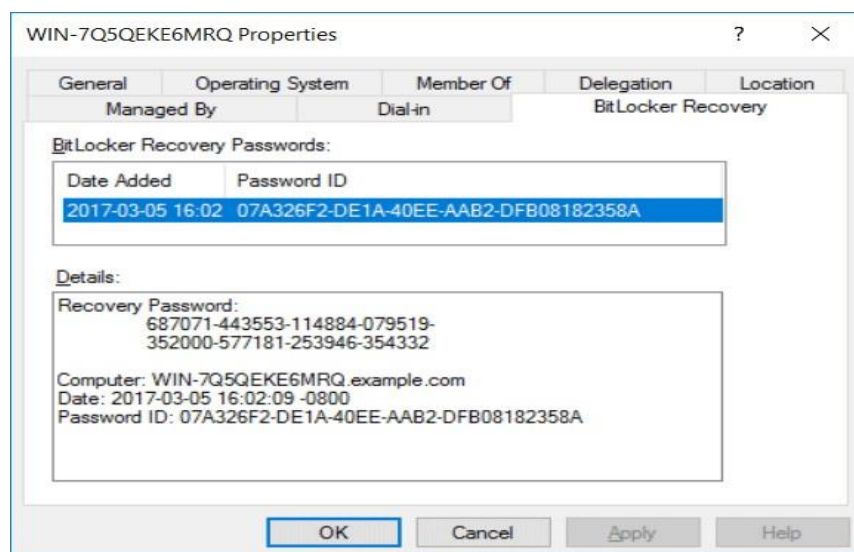 WIN-7Q5QEKE6MRQ Properties ? ×
General Operating System Member Of Delegation Location
Managed By Dial-in BitLocker Recovery
BitLocker Recovery Passwords:
Date Added Password ID
2017-03-05 16:02 07A326F2-DE1A-40EE-AAB2-DFB08182358A
Details:
Recovery Password:
687071-443553-114884-079519-
352000-577181-253946-354332
Computer: WIN-7Q5QEKE6MRQ.example.com
Date: 2017-03-05 16:02:09 -0800
Password ID: 07A326F2-DE1A-40EE-AAB2-DFB08182358A
OK Cancel Apply Help